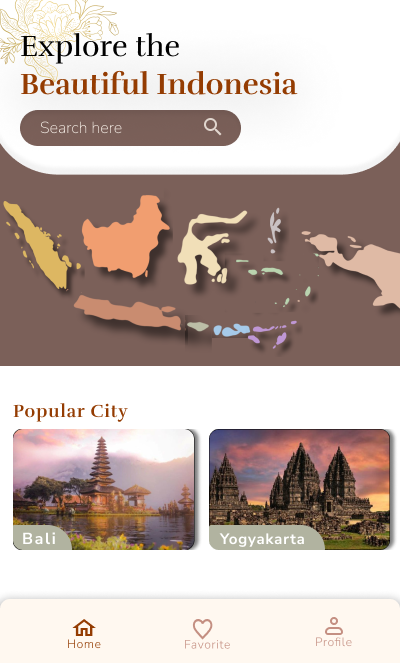 Explore the
Beautiful Indonesia
Search here
Popular City
Bali
Yogyakarta
Home
Favorite
Profile